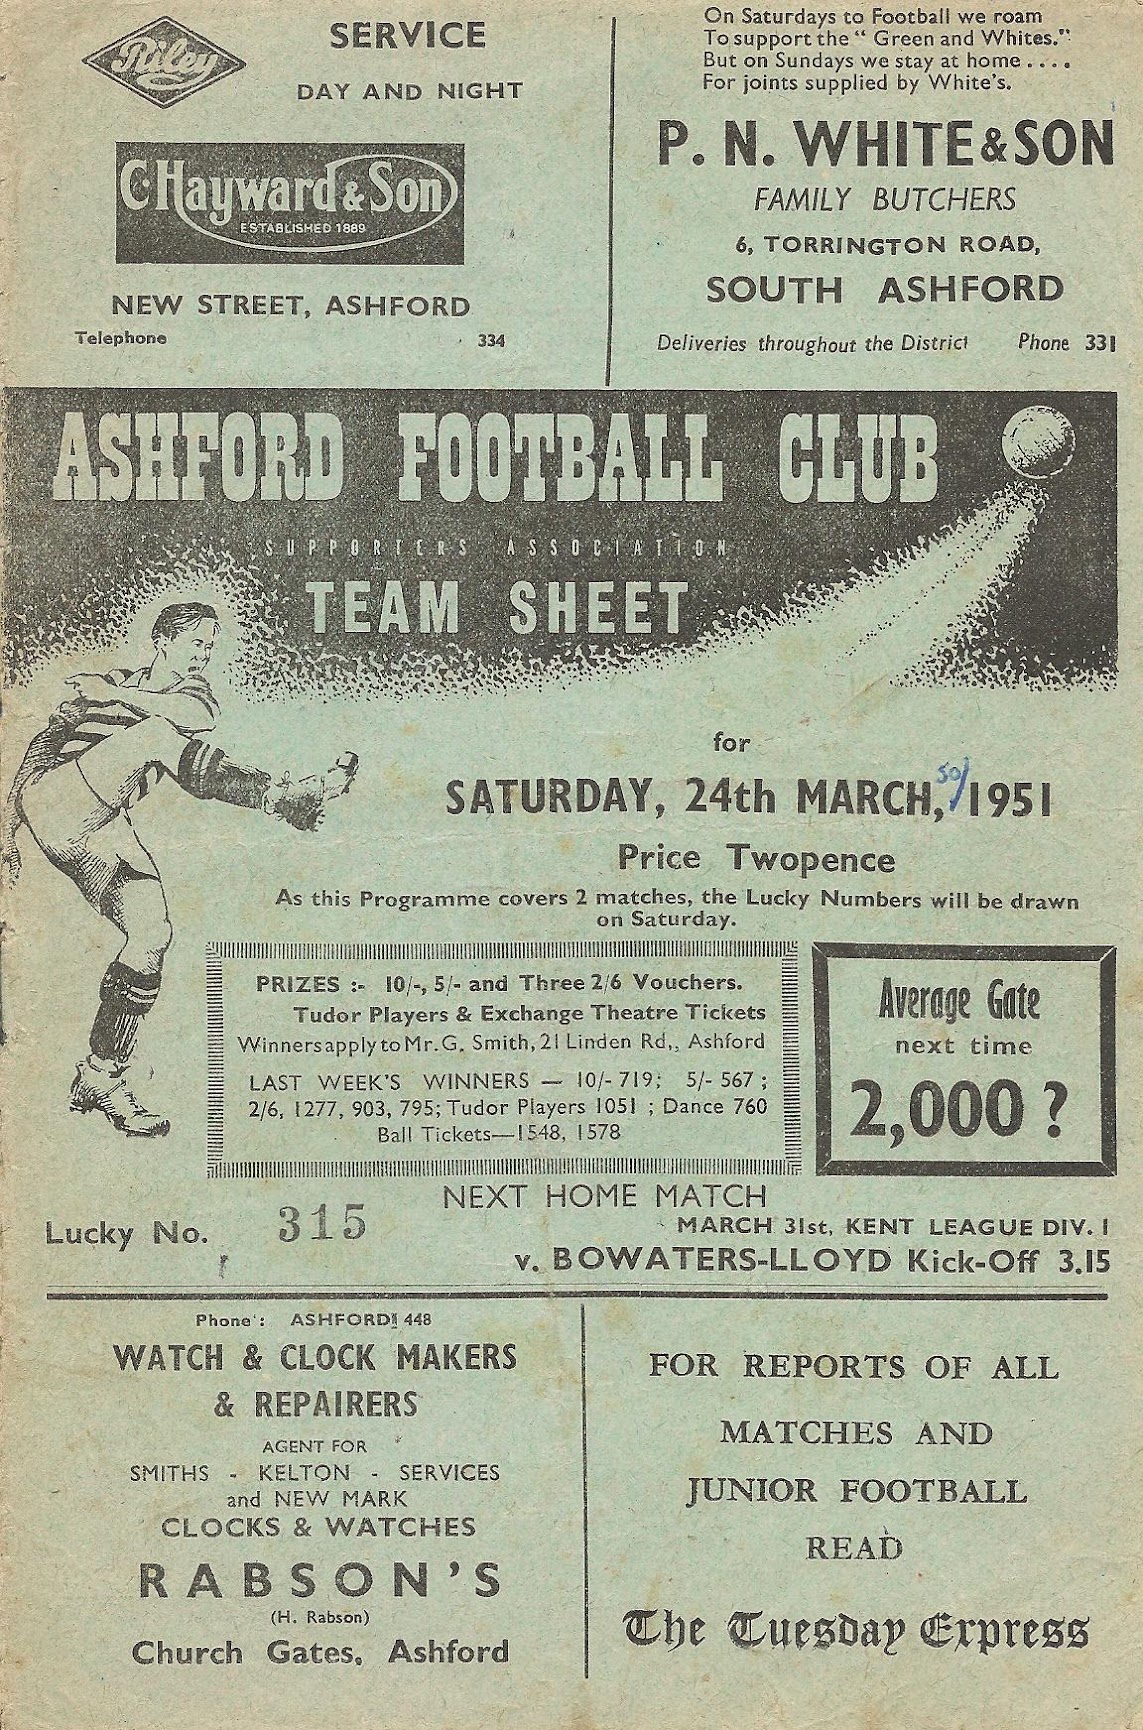 Riley
SERVICE
DAY AND NIGHT
C. Hayward & Son
ESTABLISHED 1889
NEW STREET, ASHFORD
Telephone 334
On Saturdays to Football we roam
To support the " Green and Whites."
But on Sundays we stay at home ....
For joints supplied by White's.
P. N. WHITE & SON
FAMILY BUTCHERS
6, TORRINGTON ROAD,
SOUTH ASHFORD
Deliveries throughout the District Phone 331
ASHFORD FOOTBALL CLUB
SUPPORTERS ASSOCIATION
TEAM SHEET
for
SATURDAY, 24th MARCH, 1951
50/
Price Twopence
As this Programme covers 2 matches, the Lucky Numbers will be drawn
on Saturday.
PRIZES :- 10/-, 5/- and Three 2/6 Vouchers.
Tudor Players & Exchange Theatre Tickets
Winners apply to Mr. G. Smith, 21 Linden Rd,, Ashford
LAST WEEK'S WINNERS — 10/- 719; 5/- 567 ;
2/6, 1277, 903, 795; Tudor Players 1051 ; Dance 760
Ball Tickets—1548, 1578
Average Gate
next time
2,000 ?
NEXT HOME MATCH
Lucky No. 315
MARCH 31st, KENT LEAGUE DIV. 1
v. BOWATERS-LLOYD Kick-Off 3.15
Phone : ASHFORD 448
WATCH & CLOCK MAKERS
& REPAIRERS
AGENT FOR
SMITHS - KELTON - SERVICES
and NEW MARK
CLOCKS & WATCHES
RABSON'S
(H. Rabson)
Church Gates, Ashford
FOR REPORTS OF ALL
MATCHES AND
JUNIOR FOOTBALL
READ
The Tuesday Express